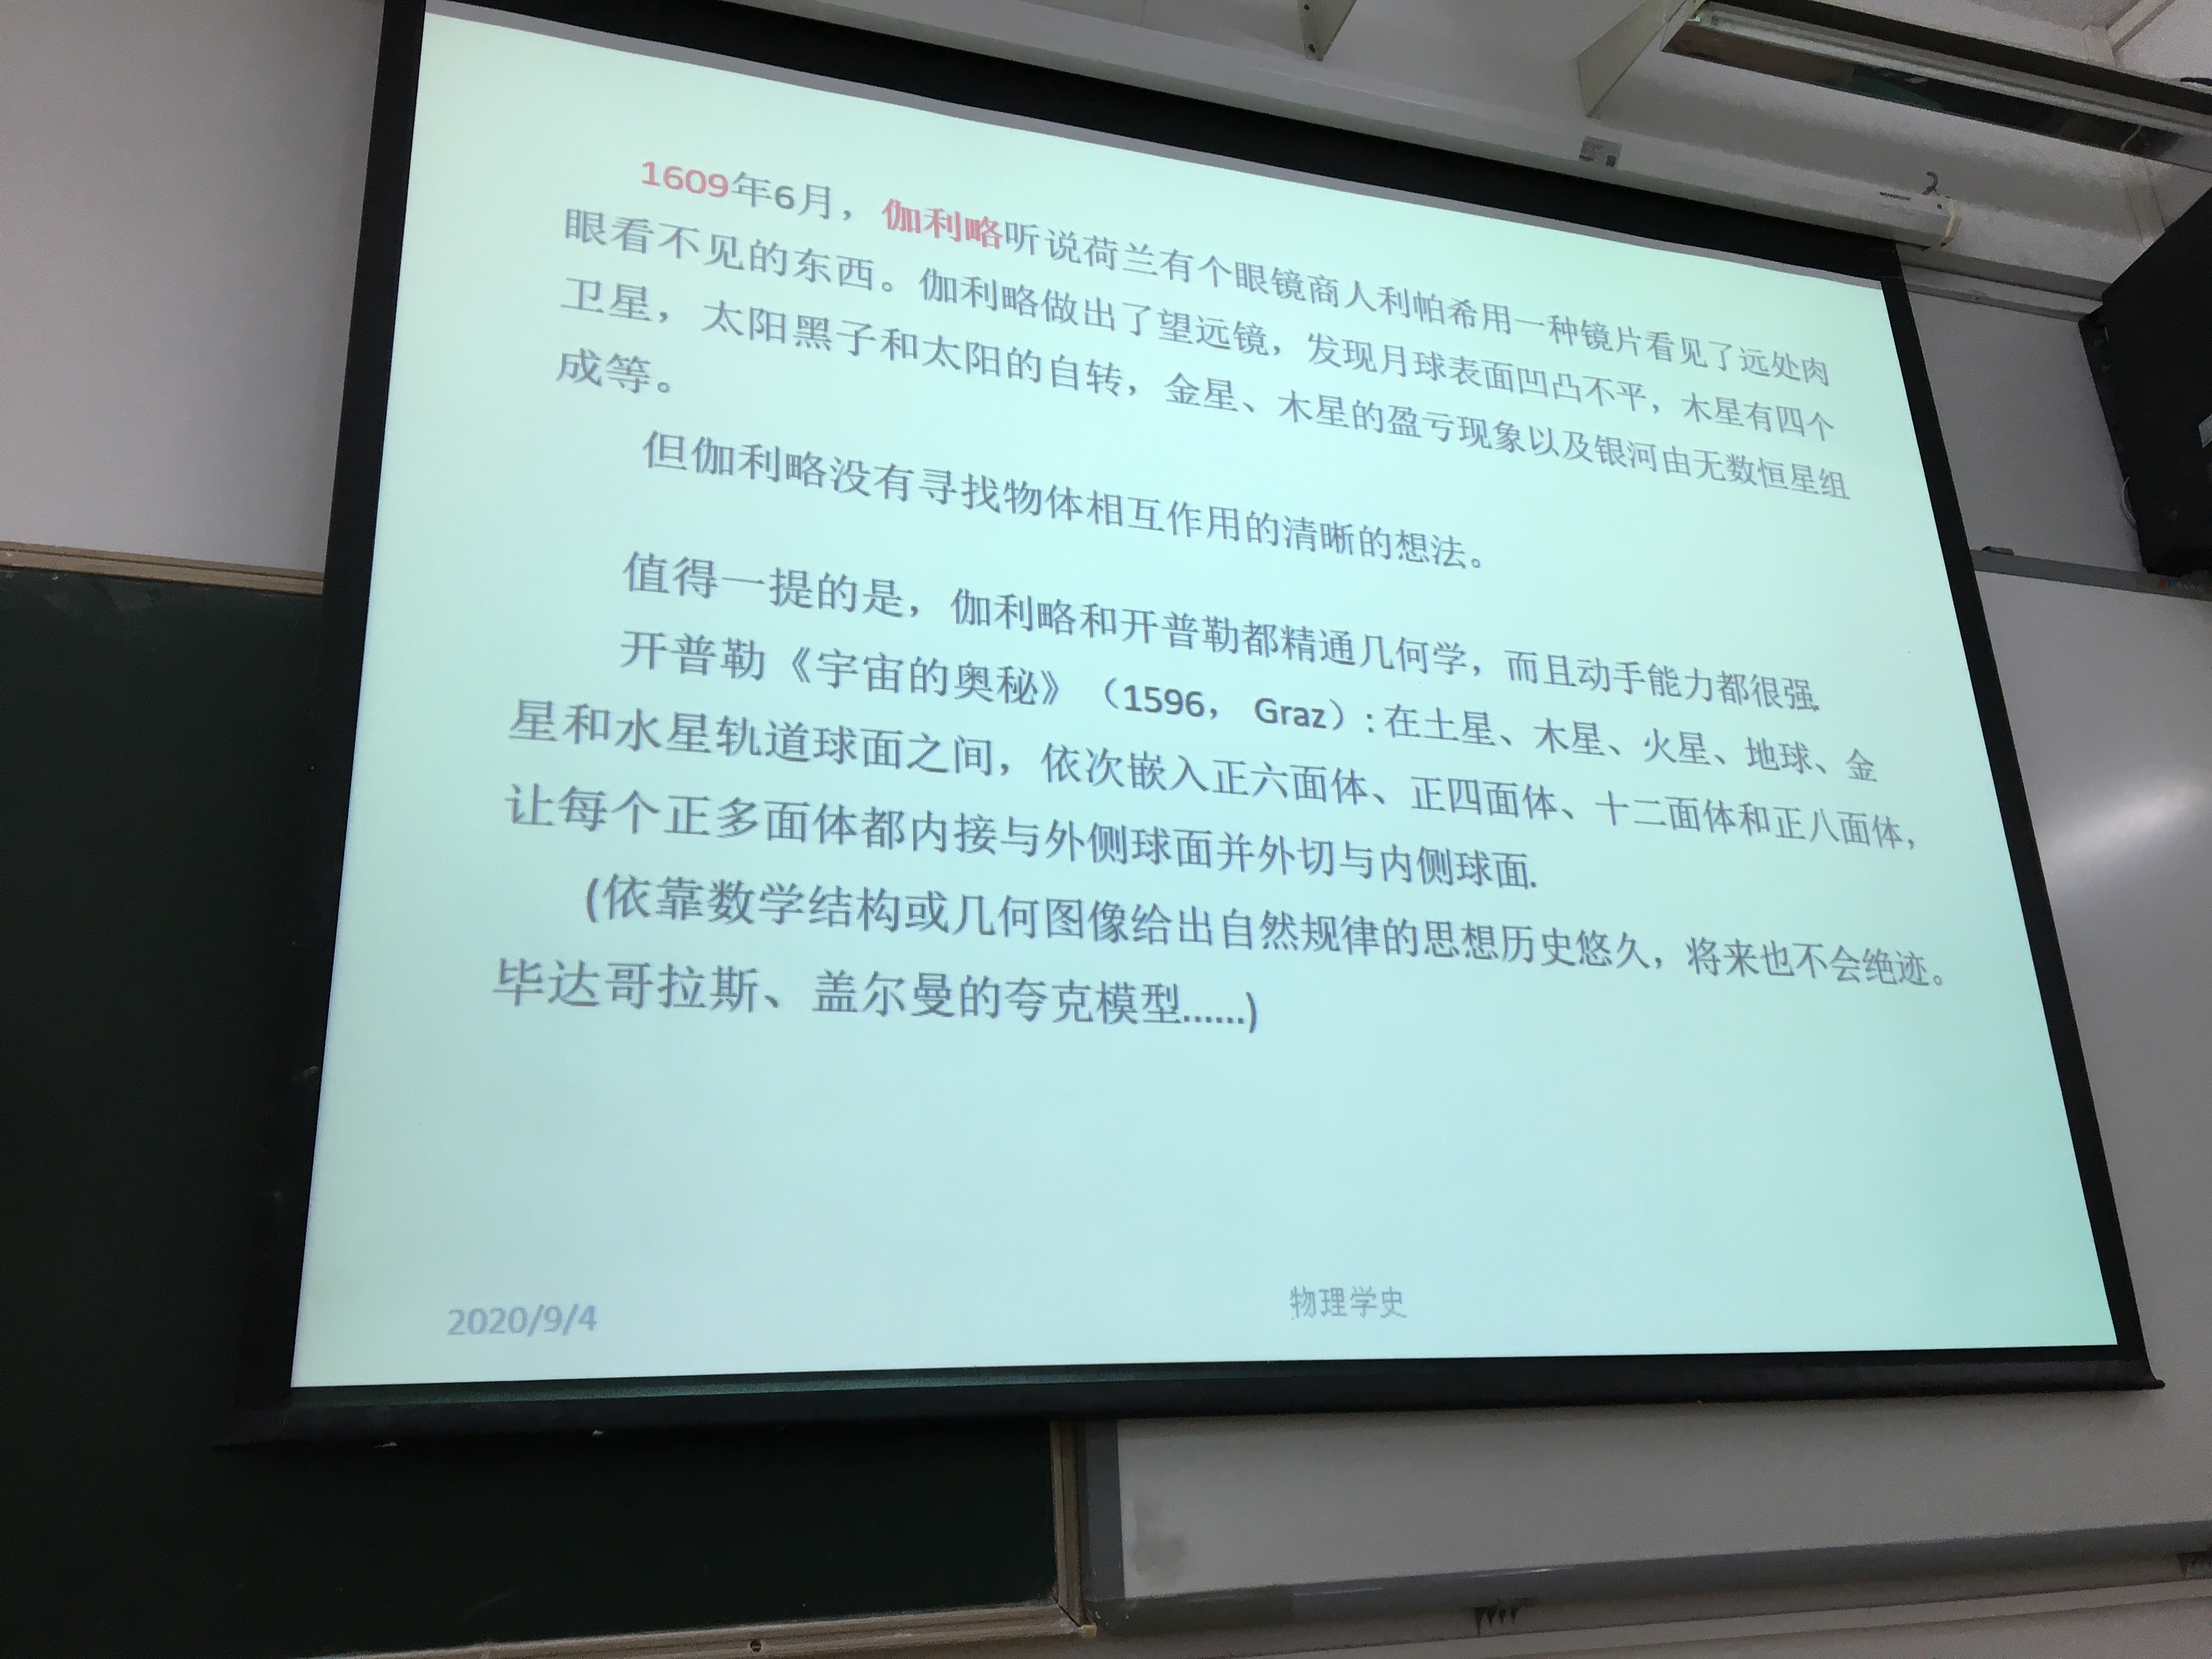 1609年6月，伽利略听说荷兰有个眼镜商人利帕希用一种镜片看见了远处肉
眼看不见的东西。伽利略做出了望远镜，发现月球表面凹凸不平，木星有四个
卫星，太阳黑子和太阳的自转，金星、木星的盈亏现象以及银河由无数恒星组
成等。
但伽利略没有寻找物体相互作用的清晰的想法。
值得一提的是，伽利略和开普勒都精通几何学，而且动手能力都很强.
开普勒《宇宙的奥秘》（1596， Graz）: 在土星、木星、火星、地球、金
星和水星轨道球面之间，依次嵌入正六面体、正四面体、十二面体和正八面体，
让每个正多面体都内接与外侧球面并外切与内侧球面.
(依靠数学结构或几何图像给出自然规律的思想历史悠久，将来也不会绝迹。
毕达哥拉斯、盖尔曼的夸克模型......)
2020/9/4
物理学史